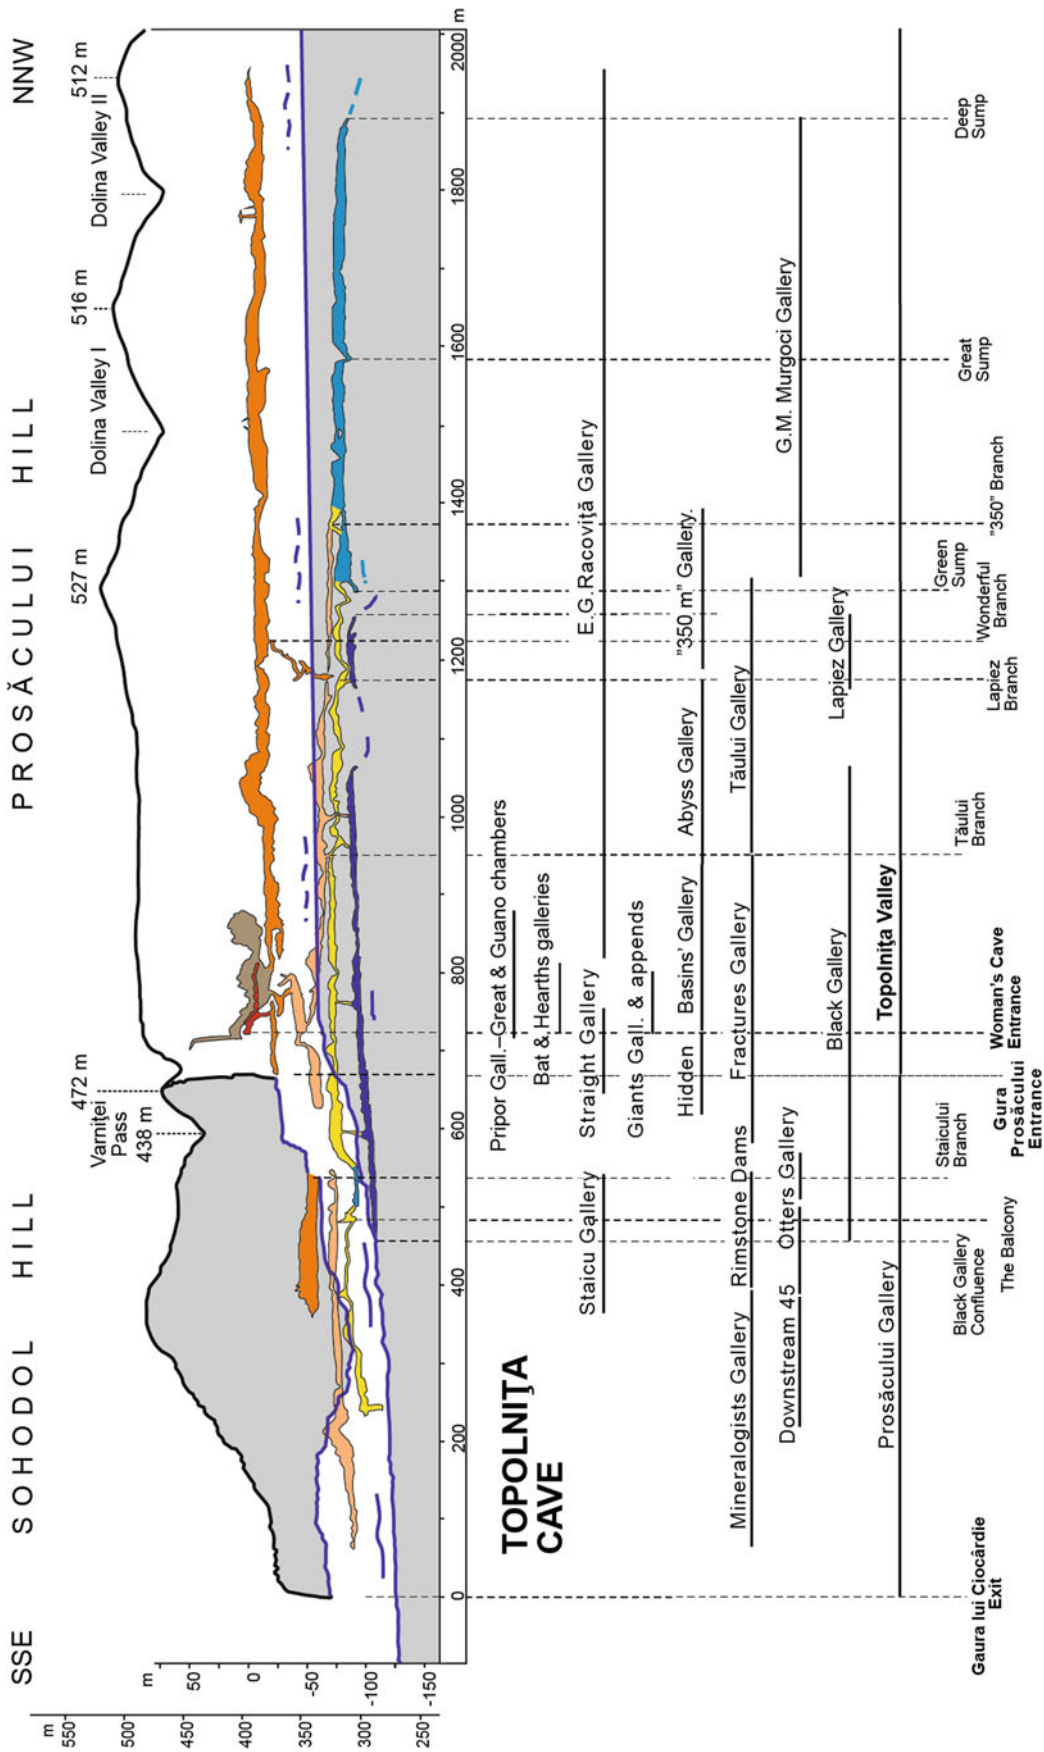 SSE
SOHODOL HILL
PROSĂCULUI HILL
NNW
Varniţei
Pass
438 m
472 m
527 m
Dolina Valley I
516 m
Dolina Valley II
512 m
m
550
500
450
400
350
300
250
m
50
0
-50
-100
-150
0
200
400
600
800
1000
1200
1400
1600
1800
2000
m
TOPOLNIŢA
CAVE
Pripor Gall.–Great & Guano chambers
Bat & Hearths galleries
Staicu Gallery
Straight Gallery
E.G.Racoviţă Gallery
Giants Gall. & appends
Hidden Basins' Gallery
Abyss Gallery
"350 m" Gallery.
Mineralogists Gallery
Rimstone Dams
Fractures Gallery
Tăului Gallery
Downstream 45
Otters Gallery
G.M. Murgoci Gallery
Black Gallery
Lapiez Gallery
Prosăcului Gallery
Topolniţa Valley
Gaura lui Ciocârdie
Exit
Black Gallery
Confluence
The Balcony
Staicului
Branch
Gura
Prosăcului
Entrance
Woman's Cave
Entrance
Tăului
Branch
Lapiez
Branch
Wonderful
Branch
Green
Sump
"350" Branch
Great
Sump
Deep
Sump